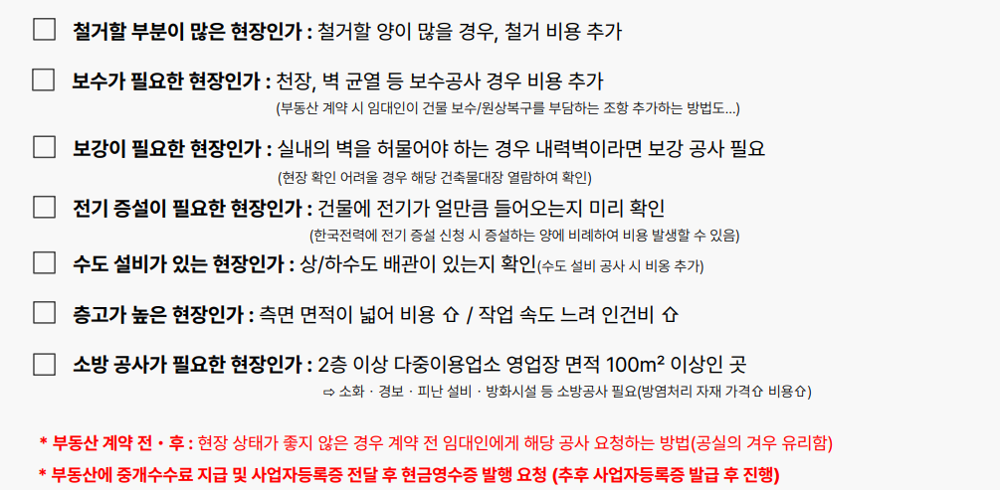 철거할 부분이 많은 현장인가 : 철거할 양이 많을 경우, 철거 비용 추가
보수가 필요한 현장인가 : 천장, 벽 균열 등 보수공사 경우 비용 추가
(부동산 계약 시 임대인이 건물 보수/원상복구를 부담하는 조항 추가하는 방법도...)
보강이 필요한 현장인가 : 실내의 벽을 허물어야 하는 경우 내력벽이라면 보강 공사 필요
(현장 확인 어려울 경우 해당 건축물대장 열람하여 확인)
전기 증설이 필요한 현장인가 : 건물에 전기가 얼만큼 들어오는지 미리 확인
(한국전력에 전기 증설 신청 시 증설하는 양에 비례하여 비용 발생할 수 있음)
수도 설비가 있는 현장인가 : 상/하수도 배관이 있는지 확인(수도 설비 공사 시 비옹 추가)
층고가 높은 현장인가 : 측면 면적이 넓어 비용 ⇧ / 작업 속도 느려 인건비 ⇧
소방 공사가 필요한 현장인가 : 2층 이상 다중이용업소 영업장 면적 100m² 이상인 곳
⇨ 소화 · 경보 · 피난 설비 · 방화시설 등 소방공사 필요(방염처리 자재 가격⇧ 비용⇧)
* 부동산 계약 전 · 후 : 현장 상태가 좋지 않은 경우 계약 전 임대인에게 해당 공사 요청하는 방법(공실의 겨우 유리함)
* 부동산에 중개수수료 지급 및 사업자등록증 전달 후 현금영수증 발행 요청 (추후 사업자등록증 발급 후 진행)